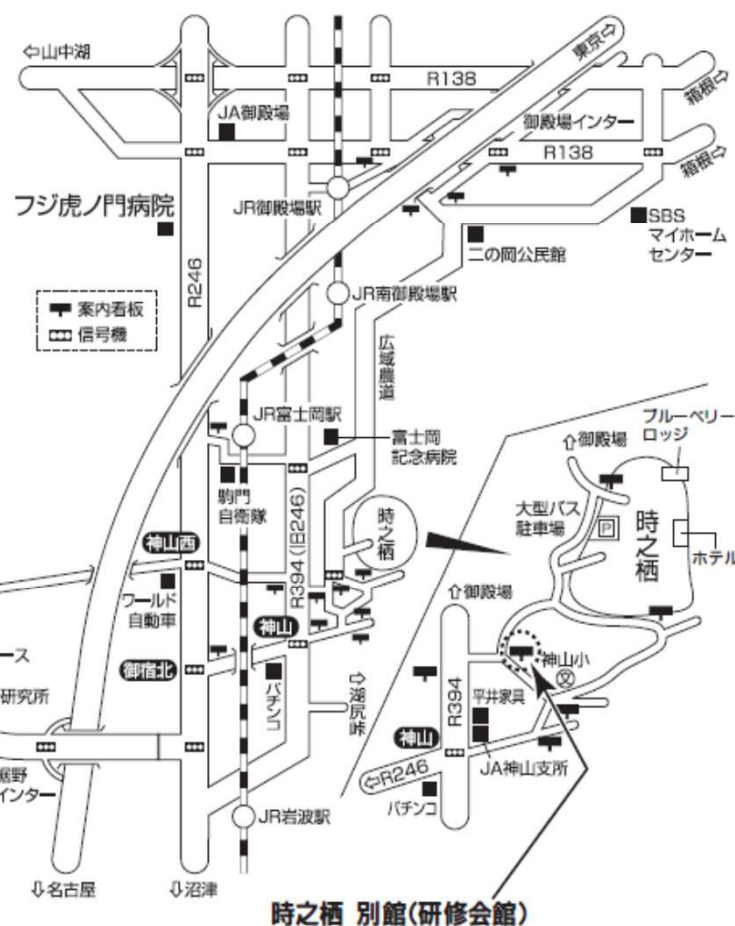 ⇦山中湖
東京⇨
R138
箱根⇨
JA御殿場
御殿場インター
R138
箱根⇨
フジ虎ノ門病院
JR御殿場駅
SBS
マイホーム
センター
二の岡公民館
R246
案内看板
信号機
JR南御殿場駅
広域農道
JR富士岡駅
富士岡
記念病院
駒門
自衛隊
R394(旧246)
時之栖
⇧御殿場
ブルーベリー
ロッジ
大型バス
駐車場
P
時之栖
ホテル
神山西
ワールド
自動車
神山
御宿北
パチンコ
⇨湖尻峠
⇧御殿場
神山小
文
R394
平井家具
神山
JA神山支所
⇦R246
パチンコ
ース
研究所
裾野
インター
JR岩波駅
⇩名古屋
⇩沼津
時之栖 別館(研修会館)